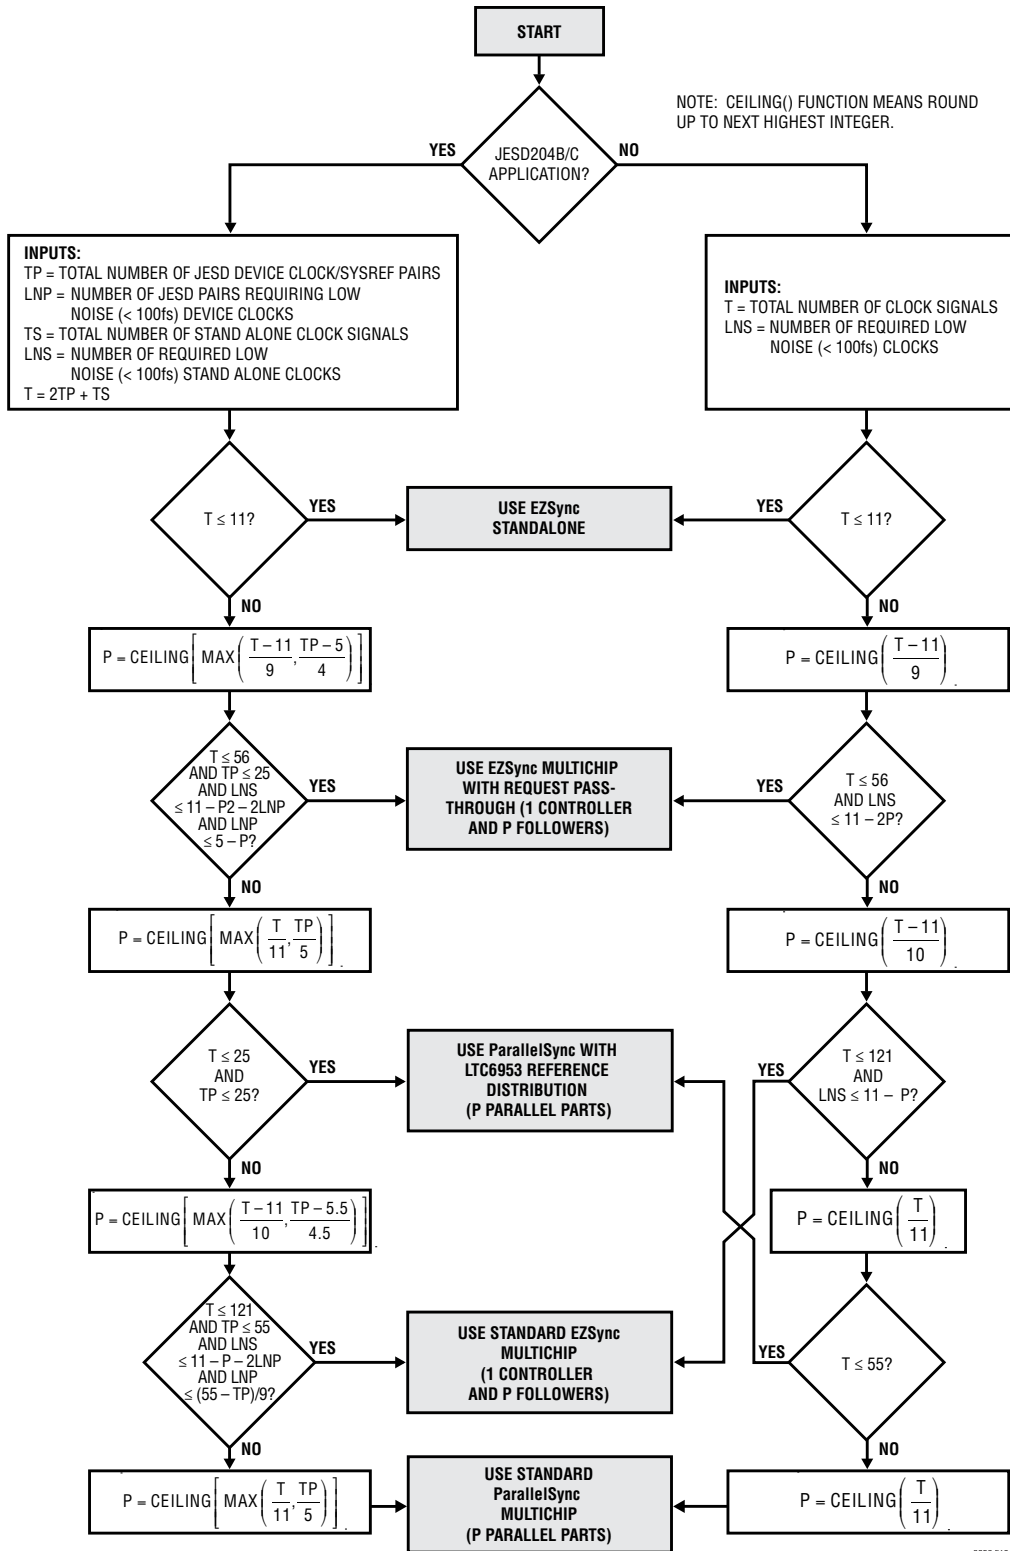 START
NOTE: CEILING() FUNCTION MEANS ROUND
UP TO NEXT HIGHEST INTEGER.
YES
JESD204B/C
APPLICATION?
NO
INPUTS:
TP = TOTAL NUMBER OF JESD DEVICE CLOCK/SYSREF PAIRS
LNP = NUMBER OF JESD PAIRS REQUIRING LOW
NOISE (< 100fs) DEVICE CLOCKS
TS = TOTAL NUMBER OF STAND ALONE CLOCK SIGNALS
LNS = NUMBER OF REQUIRED LOW
NOISE (< 100fs) STAND ALONE CLOCKS
T = 2TP + TS
INPUTS:
T = TOTAL NUMBER OF CLOCK SIGNALS
LNS = NUMBER OF REQUIRED LOW
NOISE (< 100fs) CLOCKS
T ≤ 11?
YES
USE EZSync
STANDALONE
YES
T ≤ 11?
NO
NO
P = CEILING[MAX((T – 11)/9, (TP – 5)/4)]
P = CEILING((T – 11)/9)
T ≤ 56
AND TP ≤ 25
AND LNS
≤ 11 – P2 – 2LNP
AND LNP
≤ 5 – P?
YES
USE EZSync MULTICHIP
WITH REQUEST PASS-
THROUGH (1 CONTROLLER
AND P FOLLOWERS)
YES
T ≤ 56
AND LNS
≤ 11 – 2P?
NO
NO
P = CEILING[MAX(T/11, TP/5)]
P = CEILING((T – 11)/10)
T ≤ 25
AND
TP ≤ 25?
YES
USE ParallelSync WITH
LTC6953 REFERENCE
DISTRIBUTION
(P PARALLEL PARTS)
YES
T ≤ 121
AND
LNS ≤ 11 – P?
NO
NO
P = CEILING[MAX((T – 11)/10, (TP – 5.5)/4.5)]
P = CEILING(T/11)
T ≤ 121
AND TP ≤ 55
AND LNS
≤ 11 – P – 2LNP
AND LNP
≤ (55 – TP)/9?
YES
USE STANDARD EZSync
MULTICHIP
(1 CONTROLLER
AND P FOLLOWERS)
YES
T ≤ 55?
NO
NO
P = CEILING[MAX(T/11, TP/5)]
USE STANDARD
ParallelSync
MULTICHIP
(P PARALLEL PARTS)
P = CEILING(T/11)